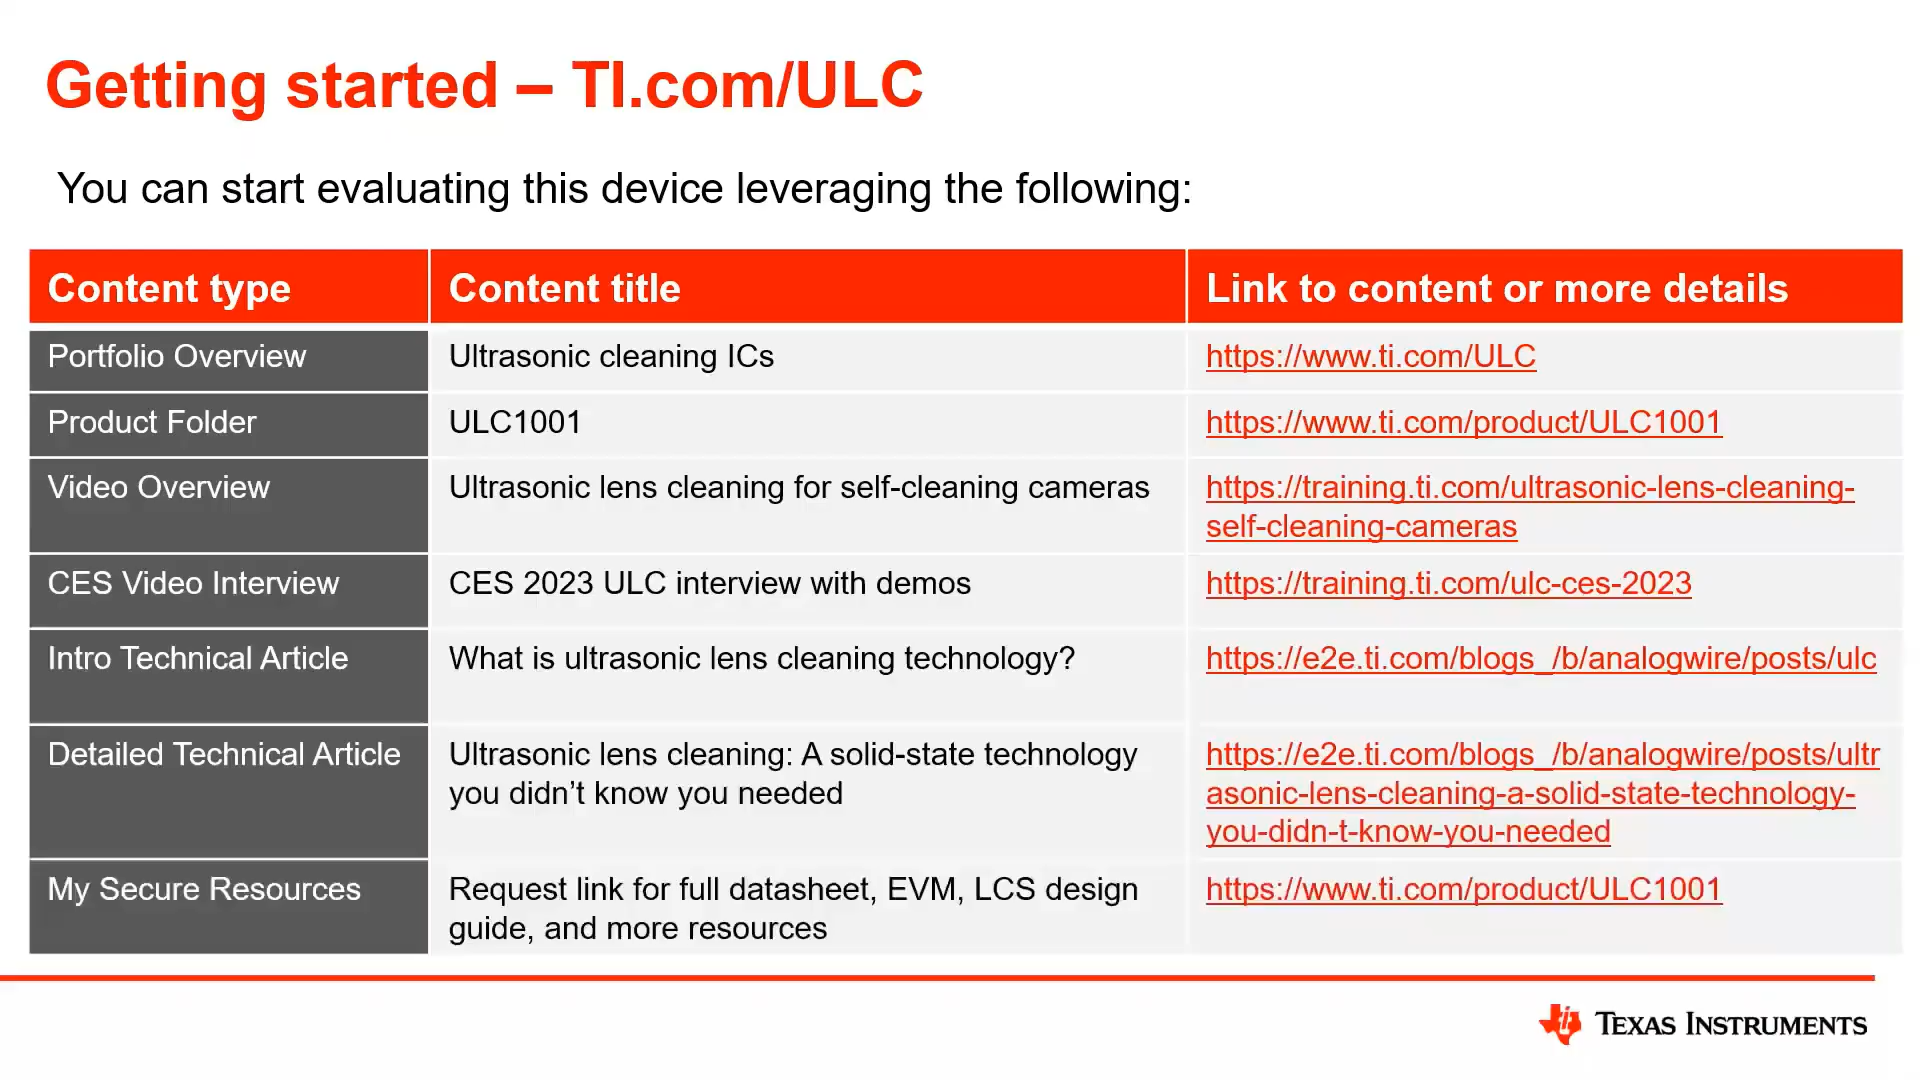 Getting started – TI.com/ULC
You can start evaluating this device leveraging the following:
Content type
Content title
Link to content or more details
Portfolio Overview
Ultrasonic cleaning ICs
https://www.ti.com/ULC
Product Folder
ULC1001
https://www.ti.com/product/ULC1001
Video Overview
Ultrasonic lens cleaning for self-cleaning cameras
https://training.ti.com/ultrasonic-lens-cleaning-
self-cleaning-cameras
CES Video Interview
CES 2023 ULC interview with demos
https://training.ti.com/ulc-ces-2023
Intro Technical Article
What is ultrasonic lens cleaning technology?
https://e2e.ti.com/blogs_/b/analogwire/posts/ulc
Detailed Technical Article
Ultrasonic lens cleaning: A solid-state technology
you didn’t know you needed
https://e2e.ti.com/blogs_/b/analogwire/posts/ultr
asonic-lens-cleaning-a-solid-state-technology-
you-didn-t-know-you-needed
My Secure Resources
Request link for full datasheet, EVM, LCS design
guide, and more resources
https://www.ti.com/product/ULC1001
TEXAS INSTRUMENTS